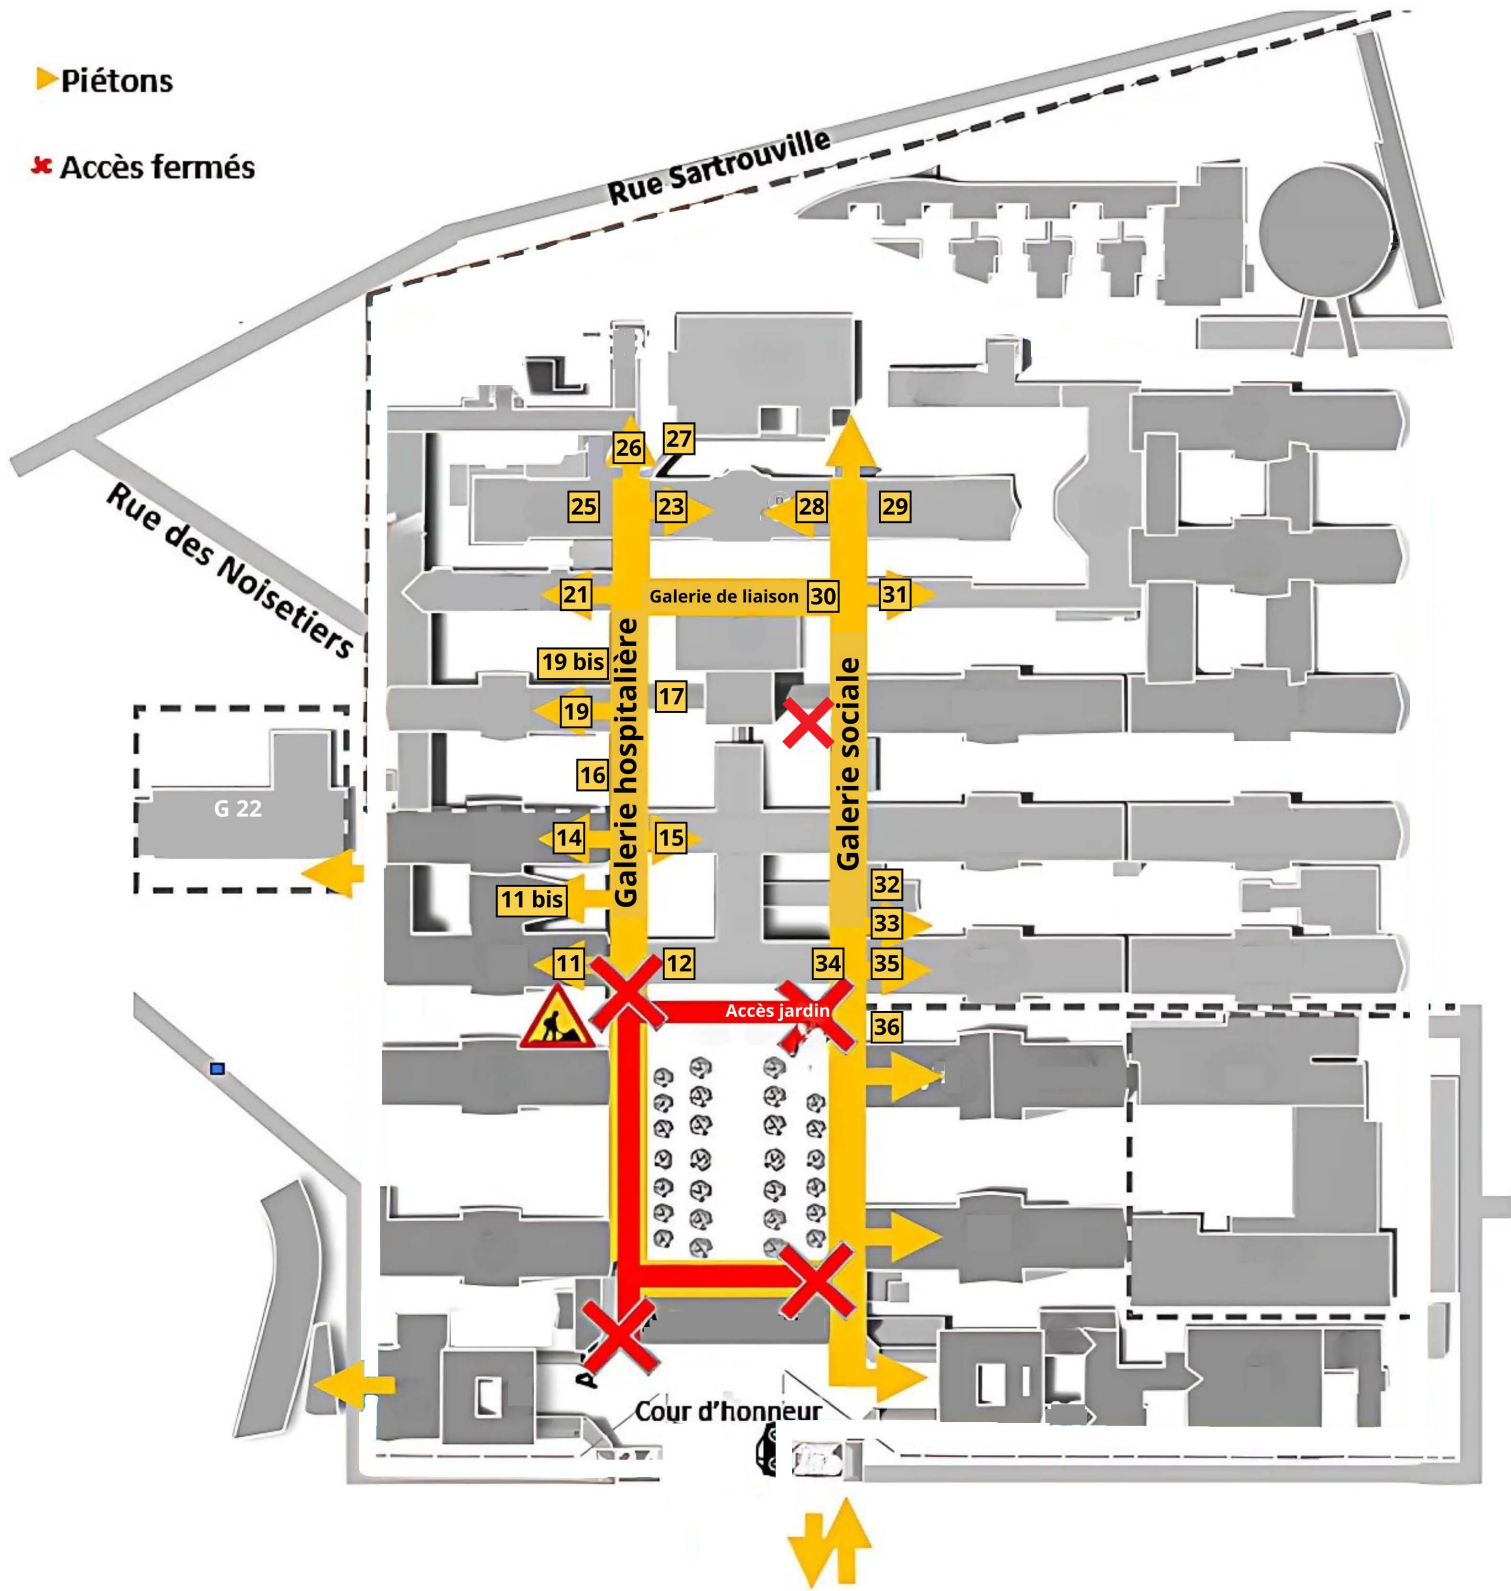 Piétons
Accès fermés
Rue Sartrouville
Rue des Noisetiers
26
27
25
23
28
29
21
Galerie de liaison
30
31
Galerie hospitalière
Galerie sociale
19 bis
17
19
16
G 22
14
15
11 bis
32
33
11
12
34
35
Accès jardin
36
Cour d'honneur